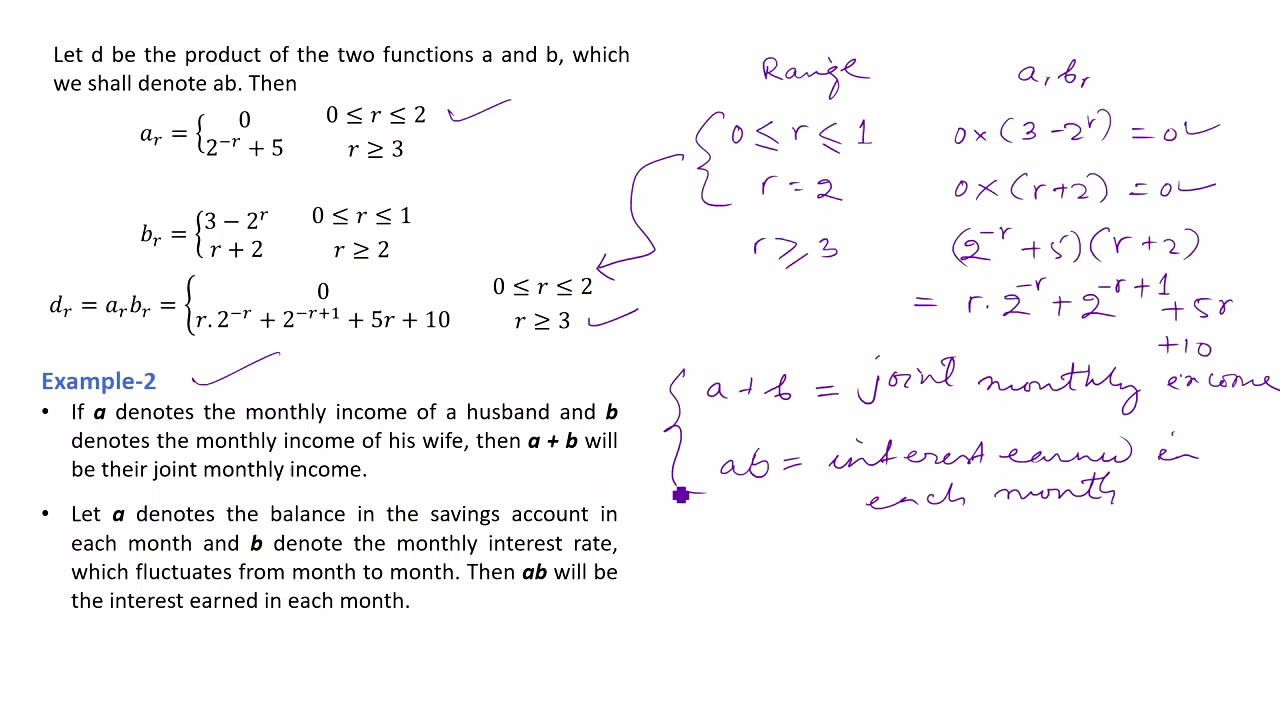 Let d be the product of the two functions a and b, which
we shall denote ab. Then
a_r = { 0    0 ≤ r ≤ 2
2^{-r} + 5    r ≥ 3
b_r = { 3 − 2^r    0 ≤ r ≤ 1
r + 2    r ≥ 2
d_r = a_r b_r = { 0    0 ≤ r ≤ 2
r. 2^{-r} + 2^{-r+1} + 5r + 10    r ≥ 3
Example-2
• If a denotes the monthly income of a husband and b
denotes the monthly income of his wife, then a + b will
be their joint monthly income.
• Let a denotes the balance in the savings account in
each month and b denote the monthly interest rate,
which fluctuates from month to month. Then ab will be
the interest earned in each month.
Range    a_r b_r
0 ≤ r ≤ 1    0 × (3 − 2^r) = 0
r = 2    0 × (r+2) = 0
r ≥ 3    (2^{-r} + 5)(r+2)
= r. 2^{-r} + 2^{-r+1} + 5r
+10
a + b = joint monthly income
ab = interest earned in
each month